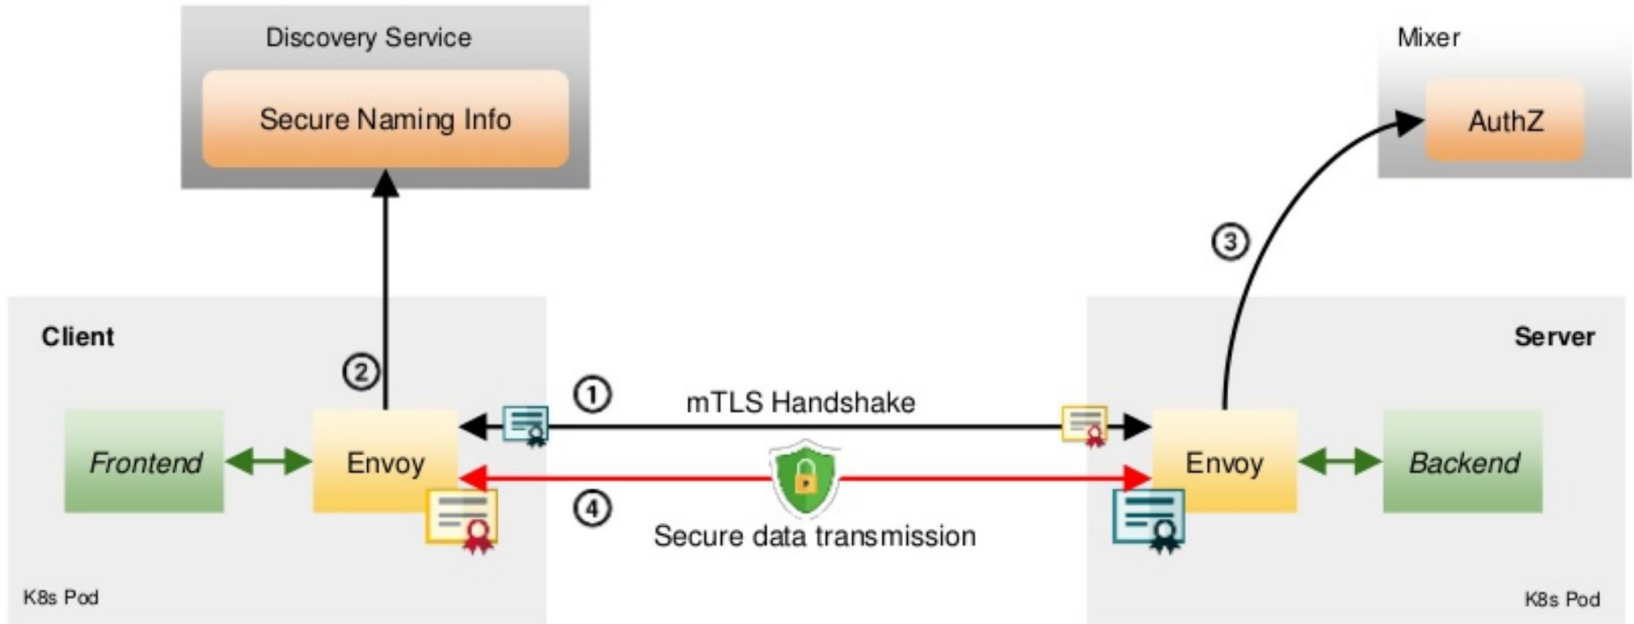 Discovery Service
Secure Naming Info
Mixer
AuthZ
3
Client
Server
2
1
mTLS Handshake
Frontend
Envoy
Envoy
Backend
4
Secure data transmission
K8s Pod
K8s Pod